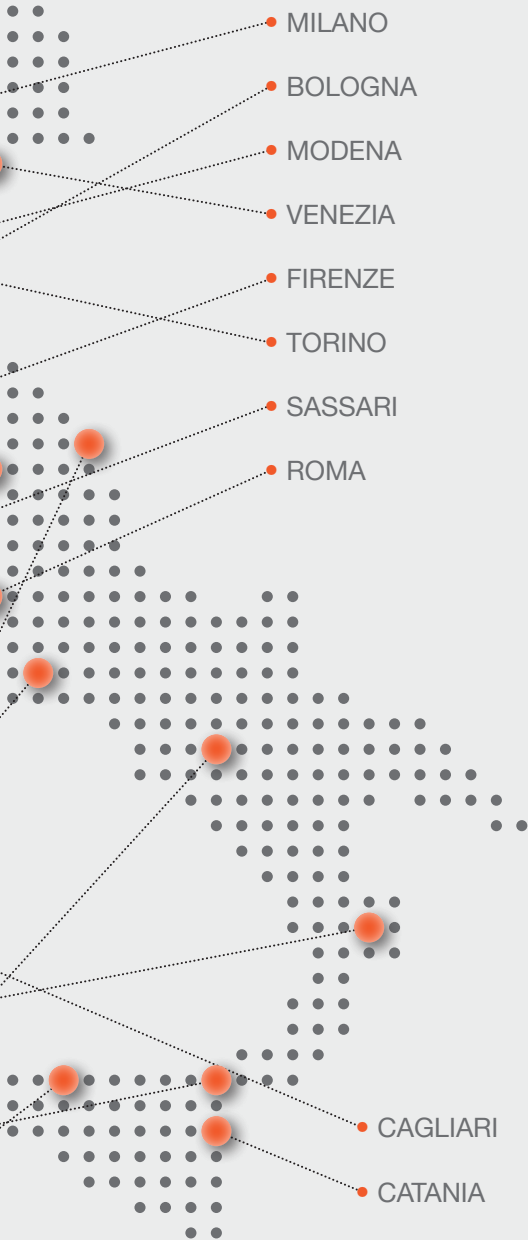 MILANO
BOLOGNA
MODENA
VENEZIA
FIRENZE
TORINO
SASSARI
ROMA
CAGLIARI
CATANIA